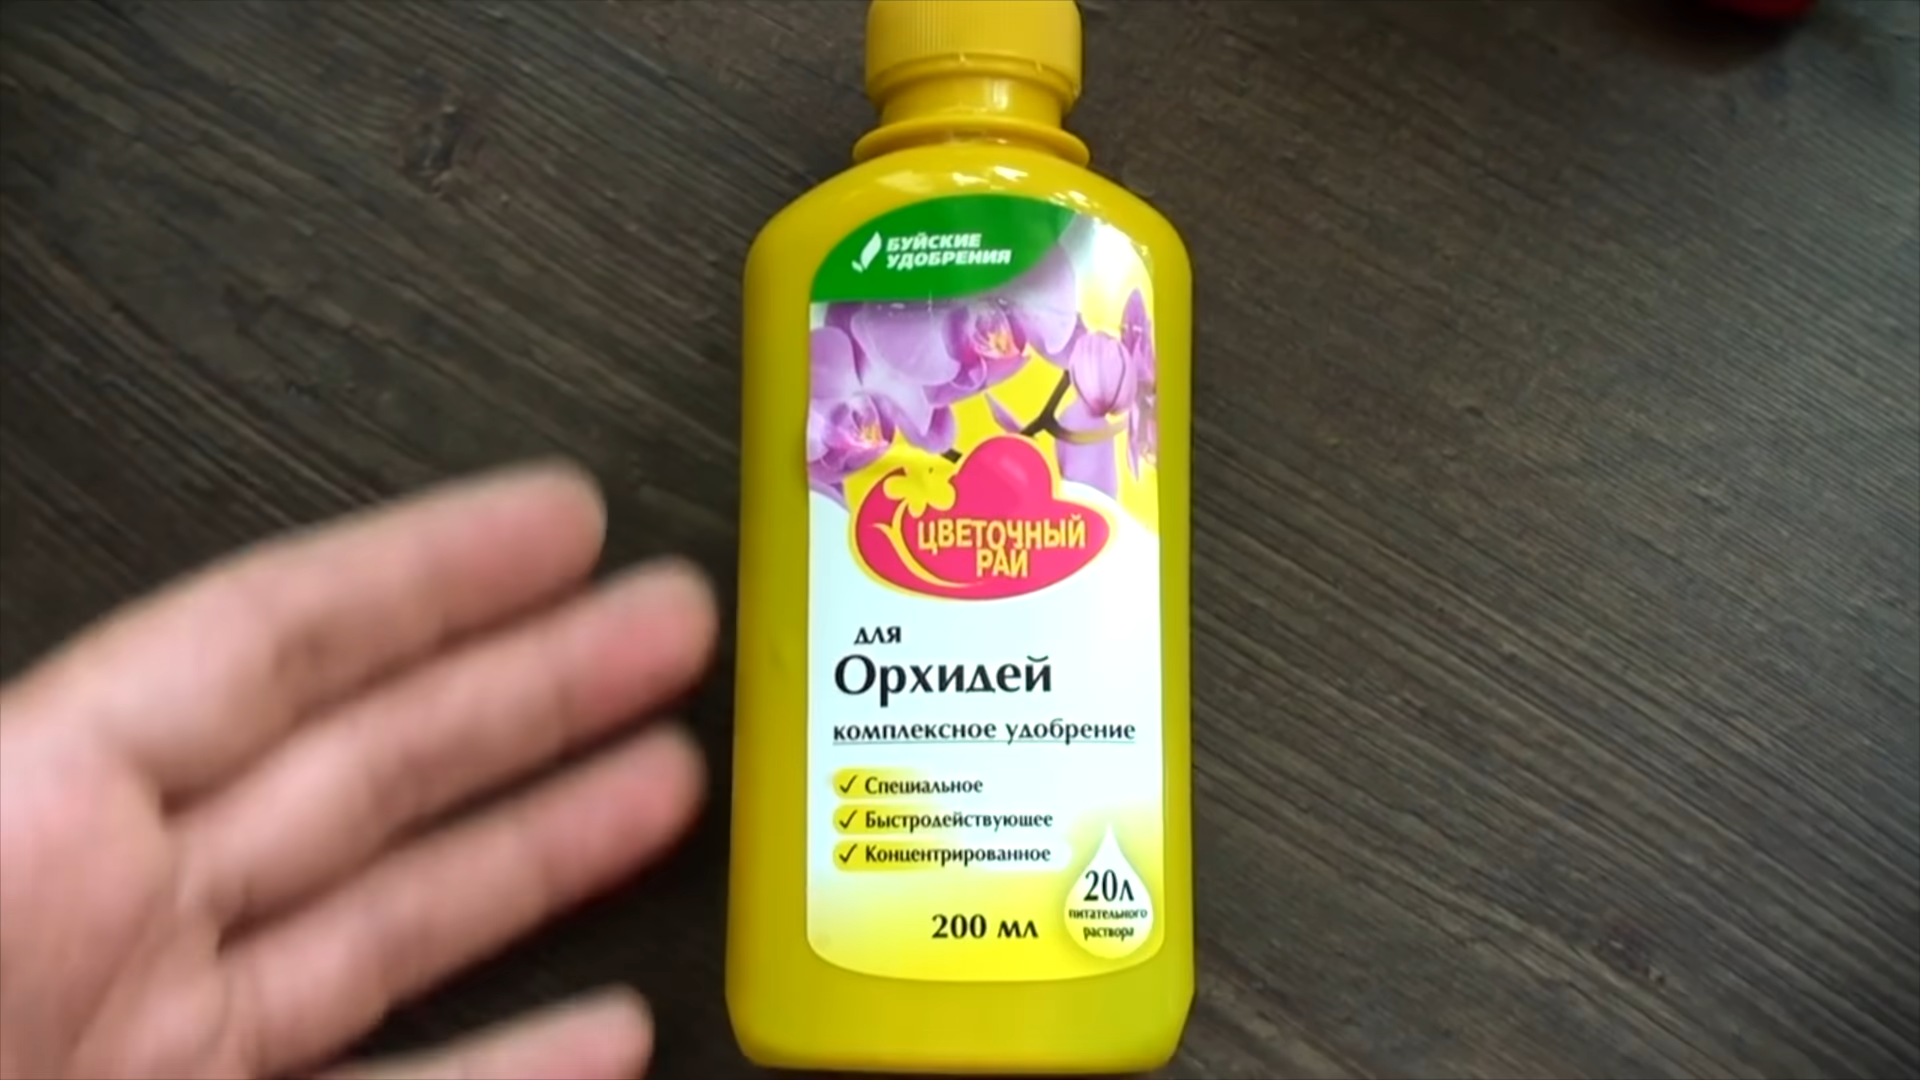 БУЙСКИЕ
УДОБРЕНИЯ
ЦВЕТОЧНЫЙ
РАЙ
для
Орхидей
комплексное удобрение
✓ Специальное
✓ Быстродействующее
✓ Концентрированное
20л
питательного
раствора
200 мл